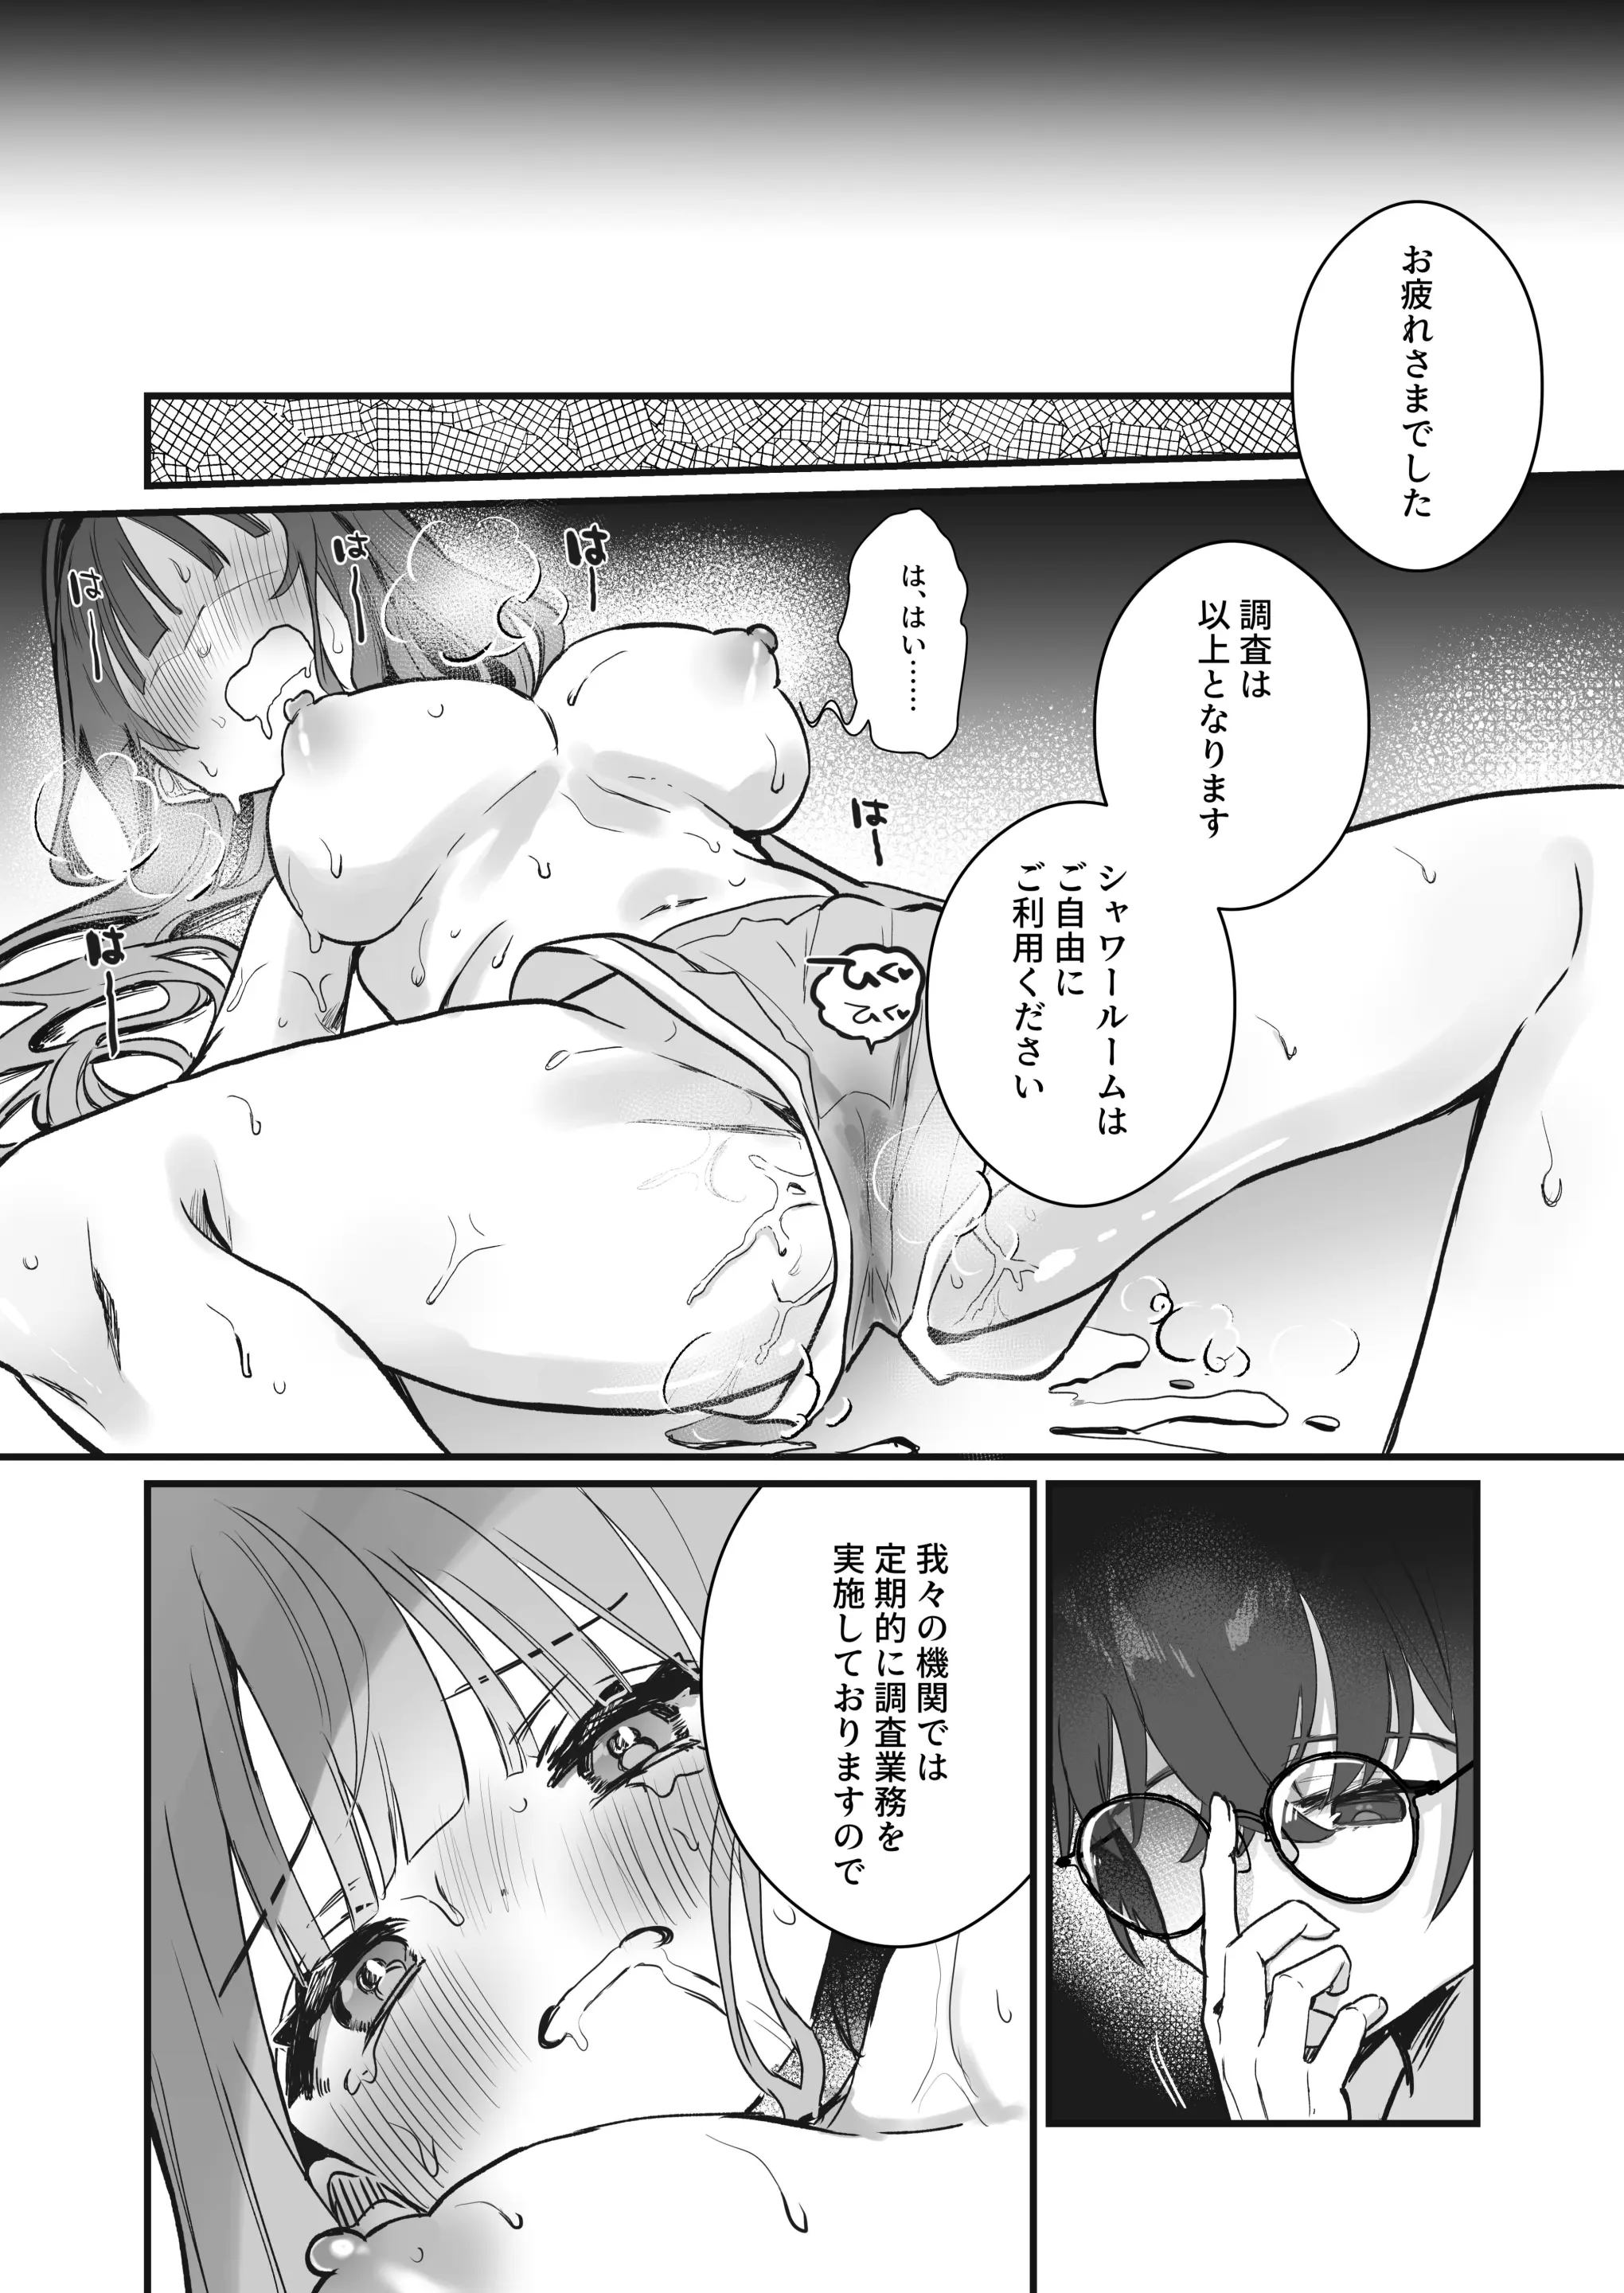 お疲れさまでした
調査は
以上となります
シャワールームは
ご自由に
ご利用ください
は、はい……
はー
はー
はー
はー
はー
ひく♥
ひく♥
我々の機関では
定期的に調査業務を
実施しておりますので